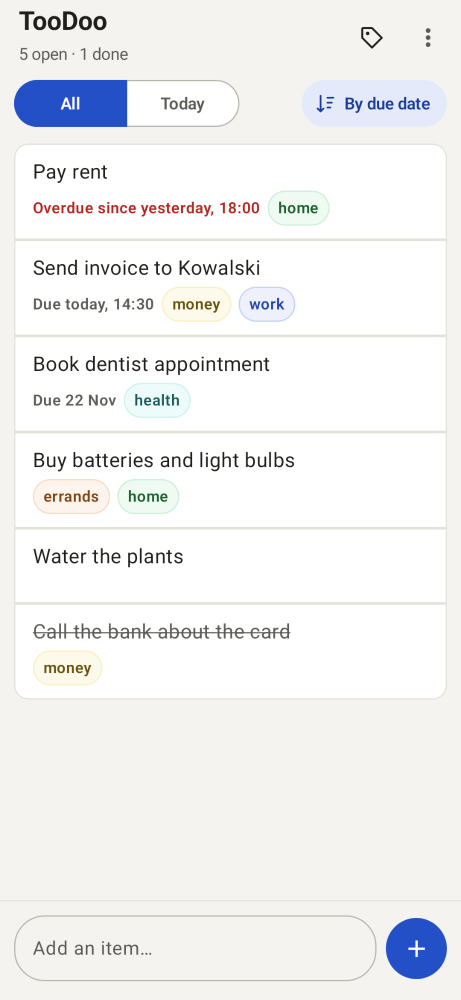 TooDoo
5 open · 1 done
All Today By due date
Pay rent
Overdue since yesterday, 18:00 home
Send invoice to Kowalski
Due today, 14:30 money work
Book dentist appointment
Due 22 Nov health
Buy batteries and light bulbs
errands home
Water the plants
Call the bank about the card
money
Add an item…